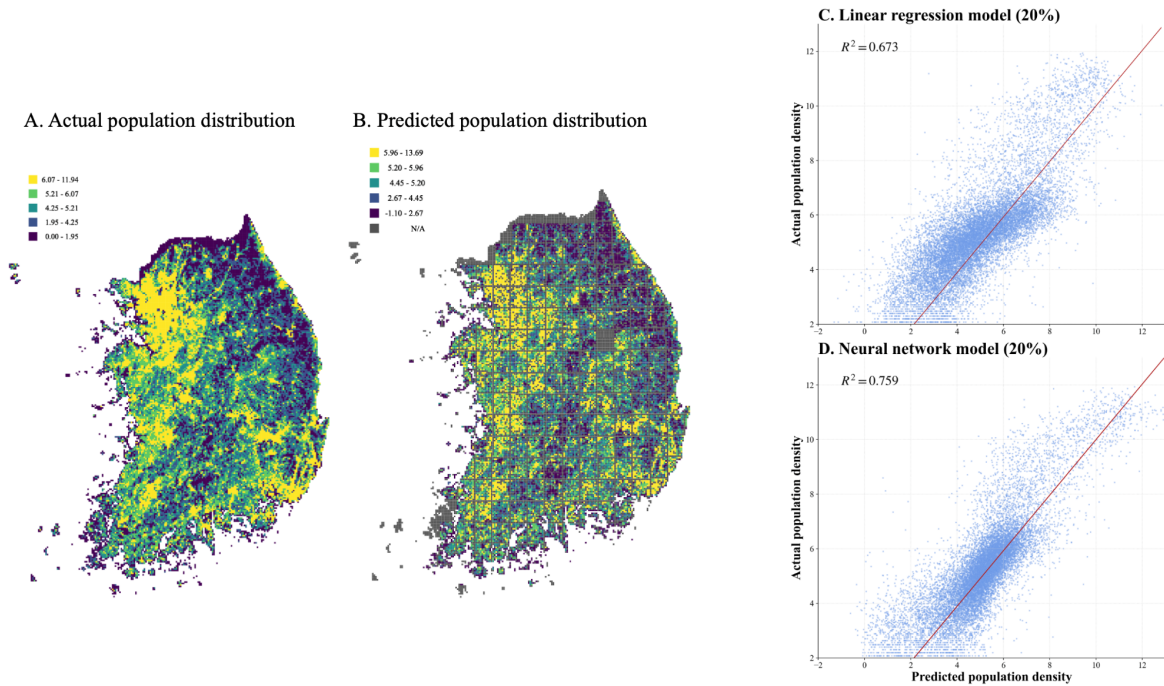 A. Actual population distribution
6.07 - 11.94
5.21 - 6.07
4.25 - 5.21
1.95 - 4.25
0.00 - 1.95
B. Predicted population distribution
5.96 - 13.69
5.20 - 5.96
4.45 - 5.20
2.67 - 4.45
-1.10 - 2.67
N/A
C. Linear regression model (20%)
R² = 0.673
Actual population density
12
10
8
6
4
2
−2 0 2 4 6 8 10 12
D. Neural network model (20%)
R² = 0.759
Actual population density
12
10
8
6
4
2
−2 0 2 4 6 8 10 12
Predicted population density